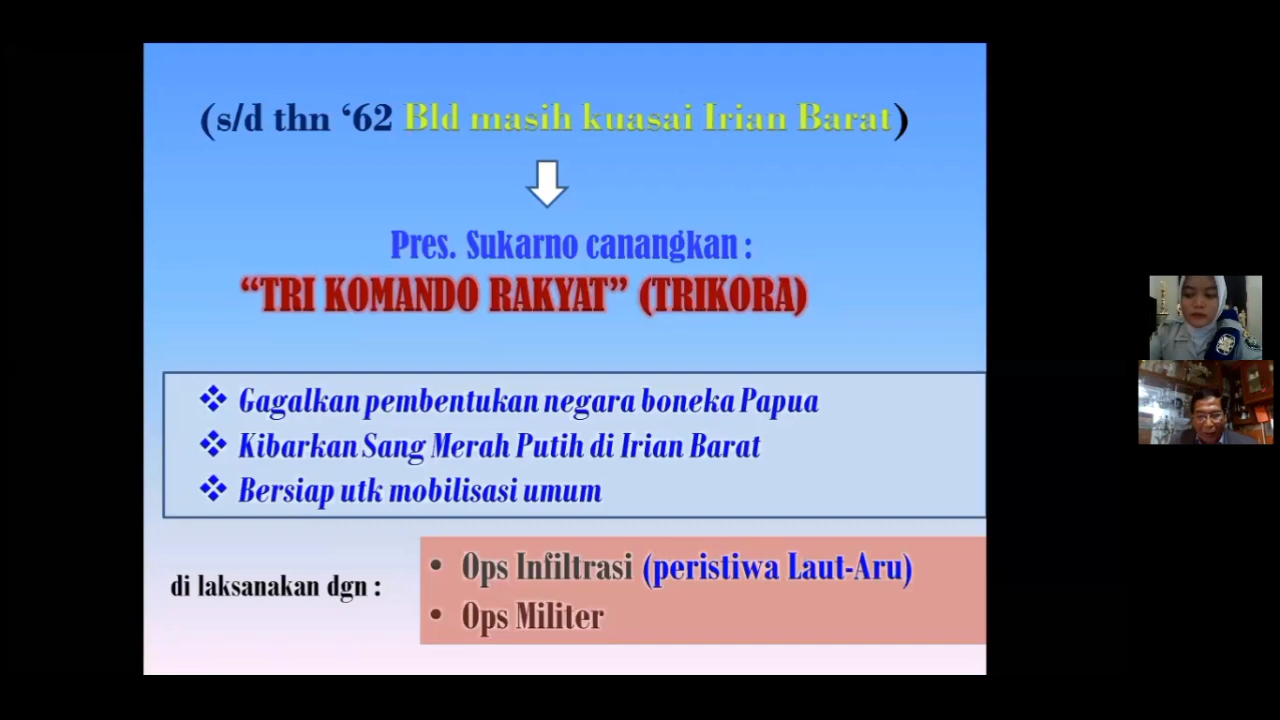 (s/d thn ‘62 Bld masih kuasai Irian Barat)
Pres. Sukarno canangkan :
“TRI KOMANDO RAKYAT” (TRIKORA)
❖ Gagalkan pembentukan negara boneka Papua
❖ Kibarkan Sang Merah Putih di Irian Barat
❖ Bersiap utk mobilisasi umum
di laksanakan dgn :
• Ops Infiltrasi (peristiwa Laut-Aru)
• Ops Militer